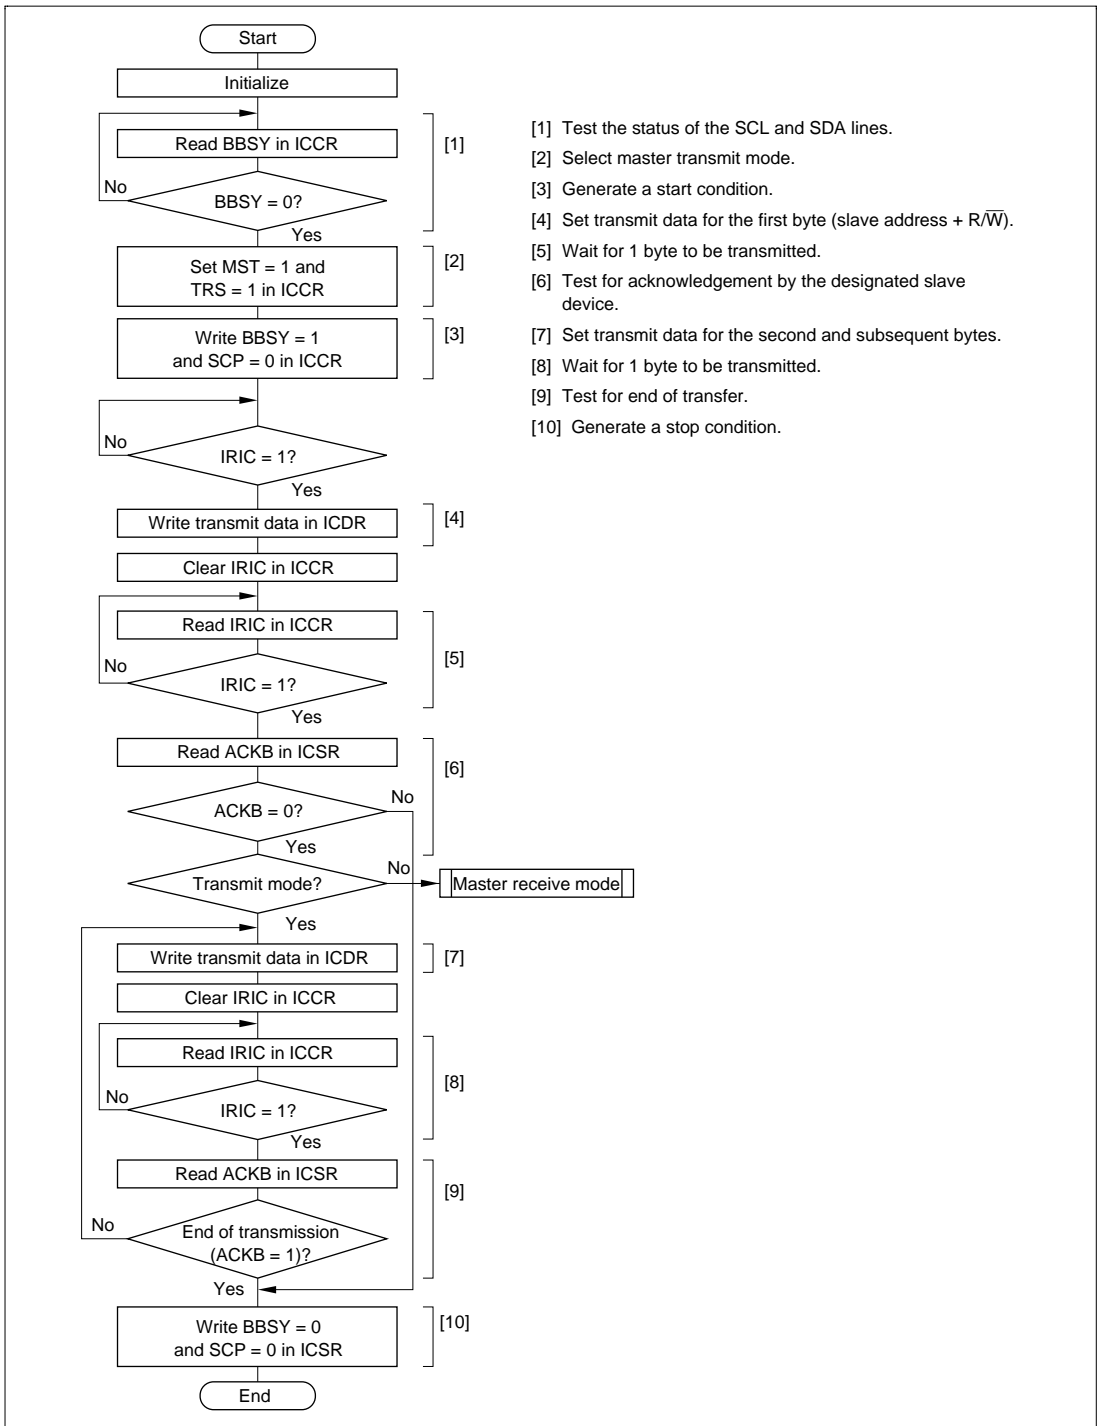 Start
Initialize
Read BBSY in ICCR
[1]
No
BBSY = 0?
Yes
Set MST = 1 and
TRS = 1 in ICCR
[2]
Write BBSY = 1
and SCP = 0 in ICCR
[3]
No
IRIC = 1?
Yes
Write transmit data in ICDR
[4]
Clear IRIC in ICCR
Read IRIC in ICCR
[5]
No
IRIC = 1?
Yes
Read ACKB in ICSR
[6]
No
ACKB = 0?
Yes
No
Transmit mode?
Master receive mode
Yes
Write transmit data in ICDR
[7]
Clear IRIC in ICCR
Read IRIC in ICCR
[8]
No
IRIC = 1?
Yes
Read ACKB in ICSR
[9]
No
End of transmission
(ACKB = 1)?
Yes
Write BBSY = 0
and SCP = 0 in ICSR
[10]
End
[1] Test the status of the SCL and SDA lines.
[2] Select master transmit mode.
[3] Generate a start condition.
[4] Set transmit data for the first byte (slave address + R/W̅).
[5] Wait for 1 byte to be transmitted.
[6] Test for acknowledgement by the designated slave
device.
[7] Set transmit data for the second and subsequent bytes.
[8] Wait for 1 byte to be transmitted.
[9] Test for end of transfer.
[10] Generate a stop condition.